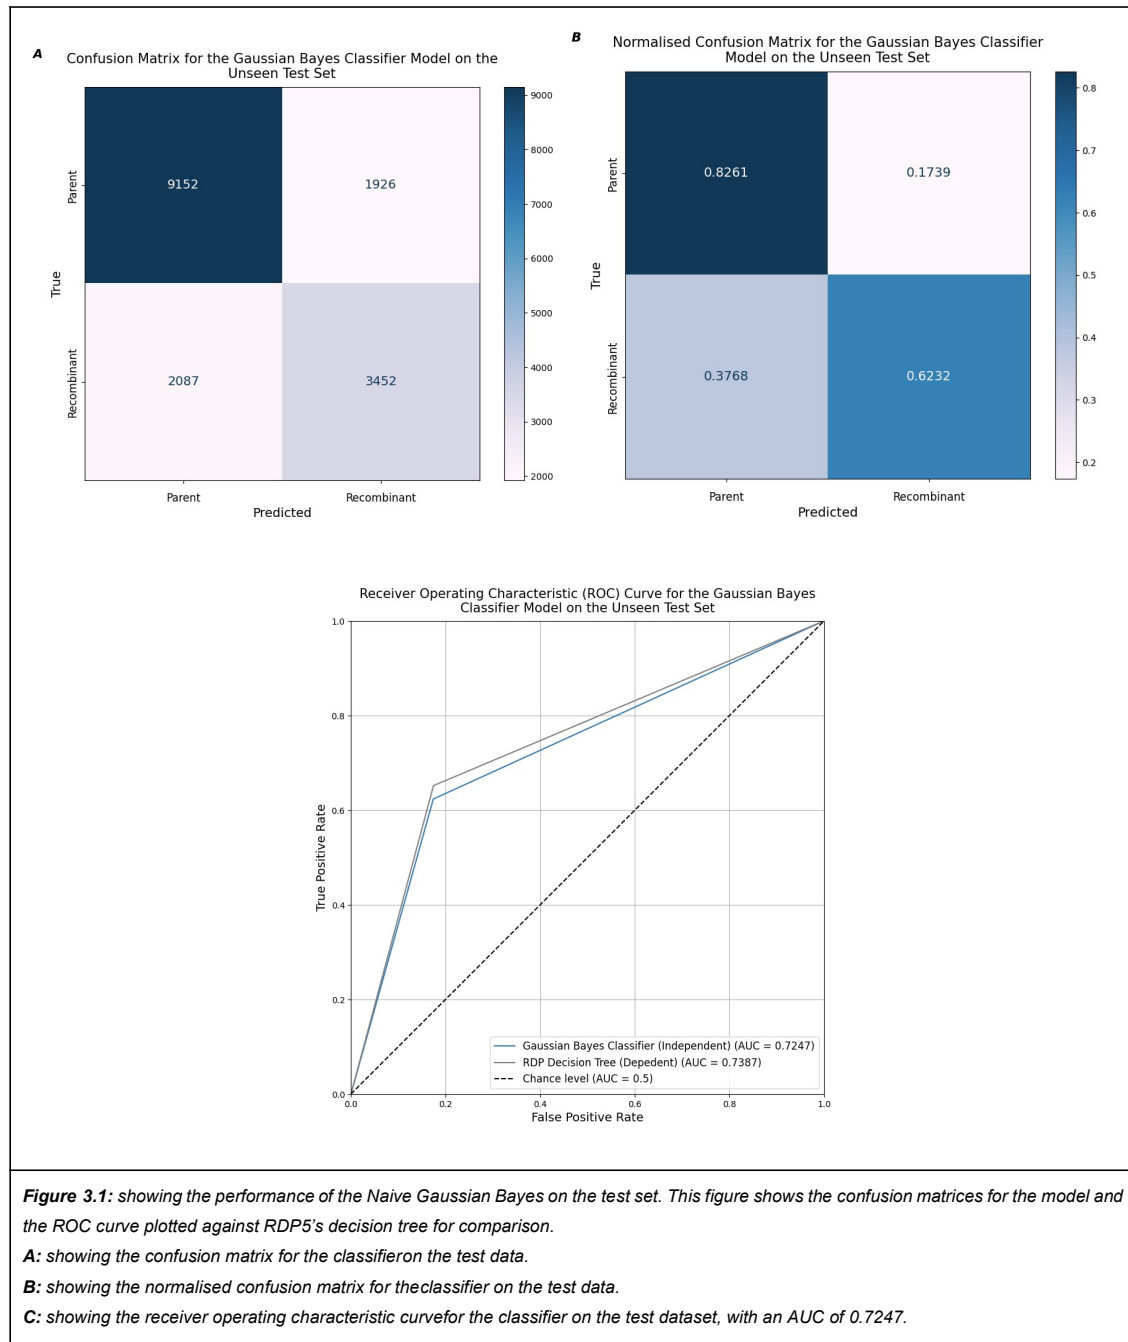 A
Confusion Matrix for the Gaussian Bayes Classifier Model on the
Unseen Test Set
9152
1926
2087
3452
Parent
Recombinant
True
Parent
Recombinant
Predicted
9000
8000
7000
6000
5000
4000
3000
2000
B
Normalised Confusion Matrix for the Gaussian Bayes Classifier
Model on the Unseen Test Set
0.8261
0.1739
0.3768
0.6232
Parent
Recombinant
True
Parent
Recombinant
Predicted
0.8
0.7
0.6
0.5
0.4
0.3
0.2
Receiver Operating Characteristic (ROC) Curve for the Gaussian Bayes
Classifier Model on the Unseen Test Set
1.0
0.8
0.6
0.4
0.2
0.0
True Positive Rate
Gaussian Bayes Classifier (Independent) (AUC = 0.7247)
RDP Decision Tree (Depedent) (AUC = 0.7387)
Chance level (AUC = 0.5)
0.0
0.2
0.4
0.6
0.8
1.0
False Positive Rate
Figure 3.1: showing the performance of the Naive Gaussian Bayes on the test set. This figure shows the confusion matrices for the model and
the ROC curve plotted against RDP5's decision tree for comparison.
A: showing the confusion matrix for the classifieron the test data.
B: showing the normalised confusion matrix for theclassifier on the test data.
C: showing the receiver operating characteristic curvefor the classifier on the test dataset, with an AUC of 0.7247.